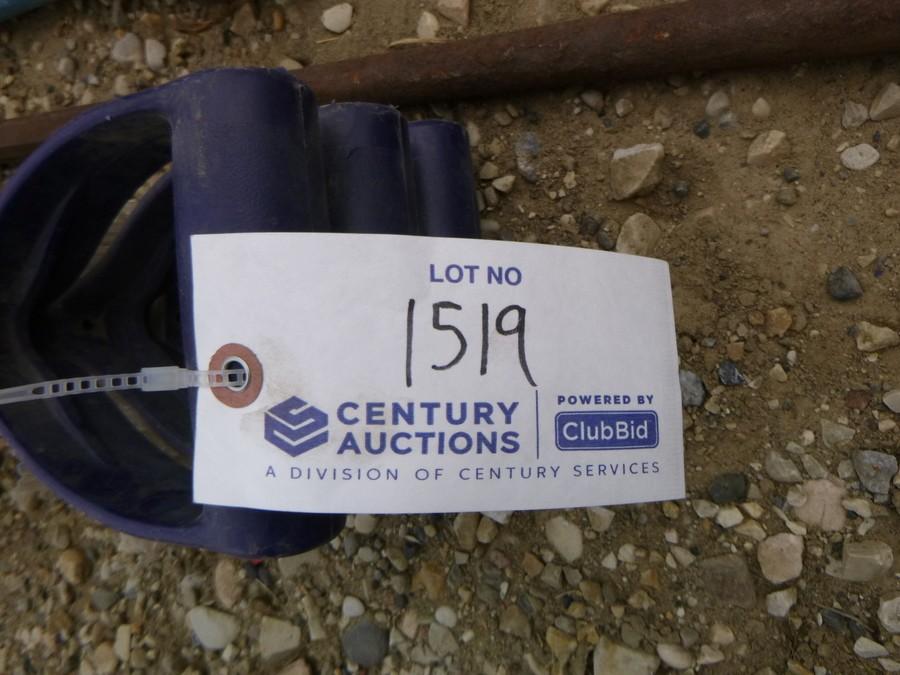 LOT NO
1519
CENTURY
AUCTIONS
POWERED BY
ClubBid
A DIVISION OF CENTURY SERVICES